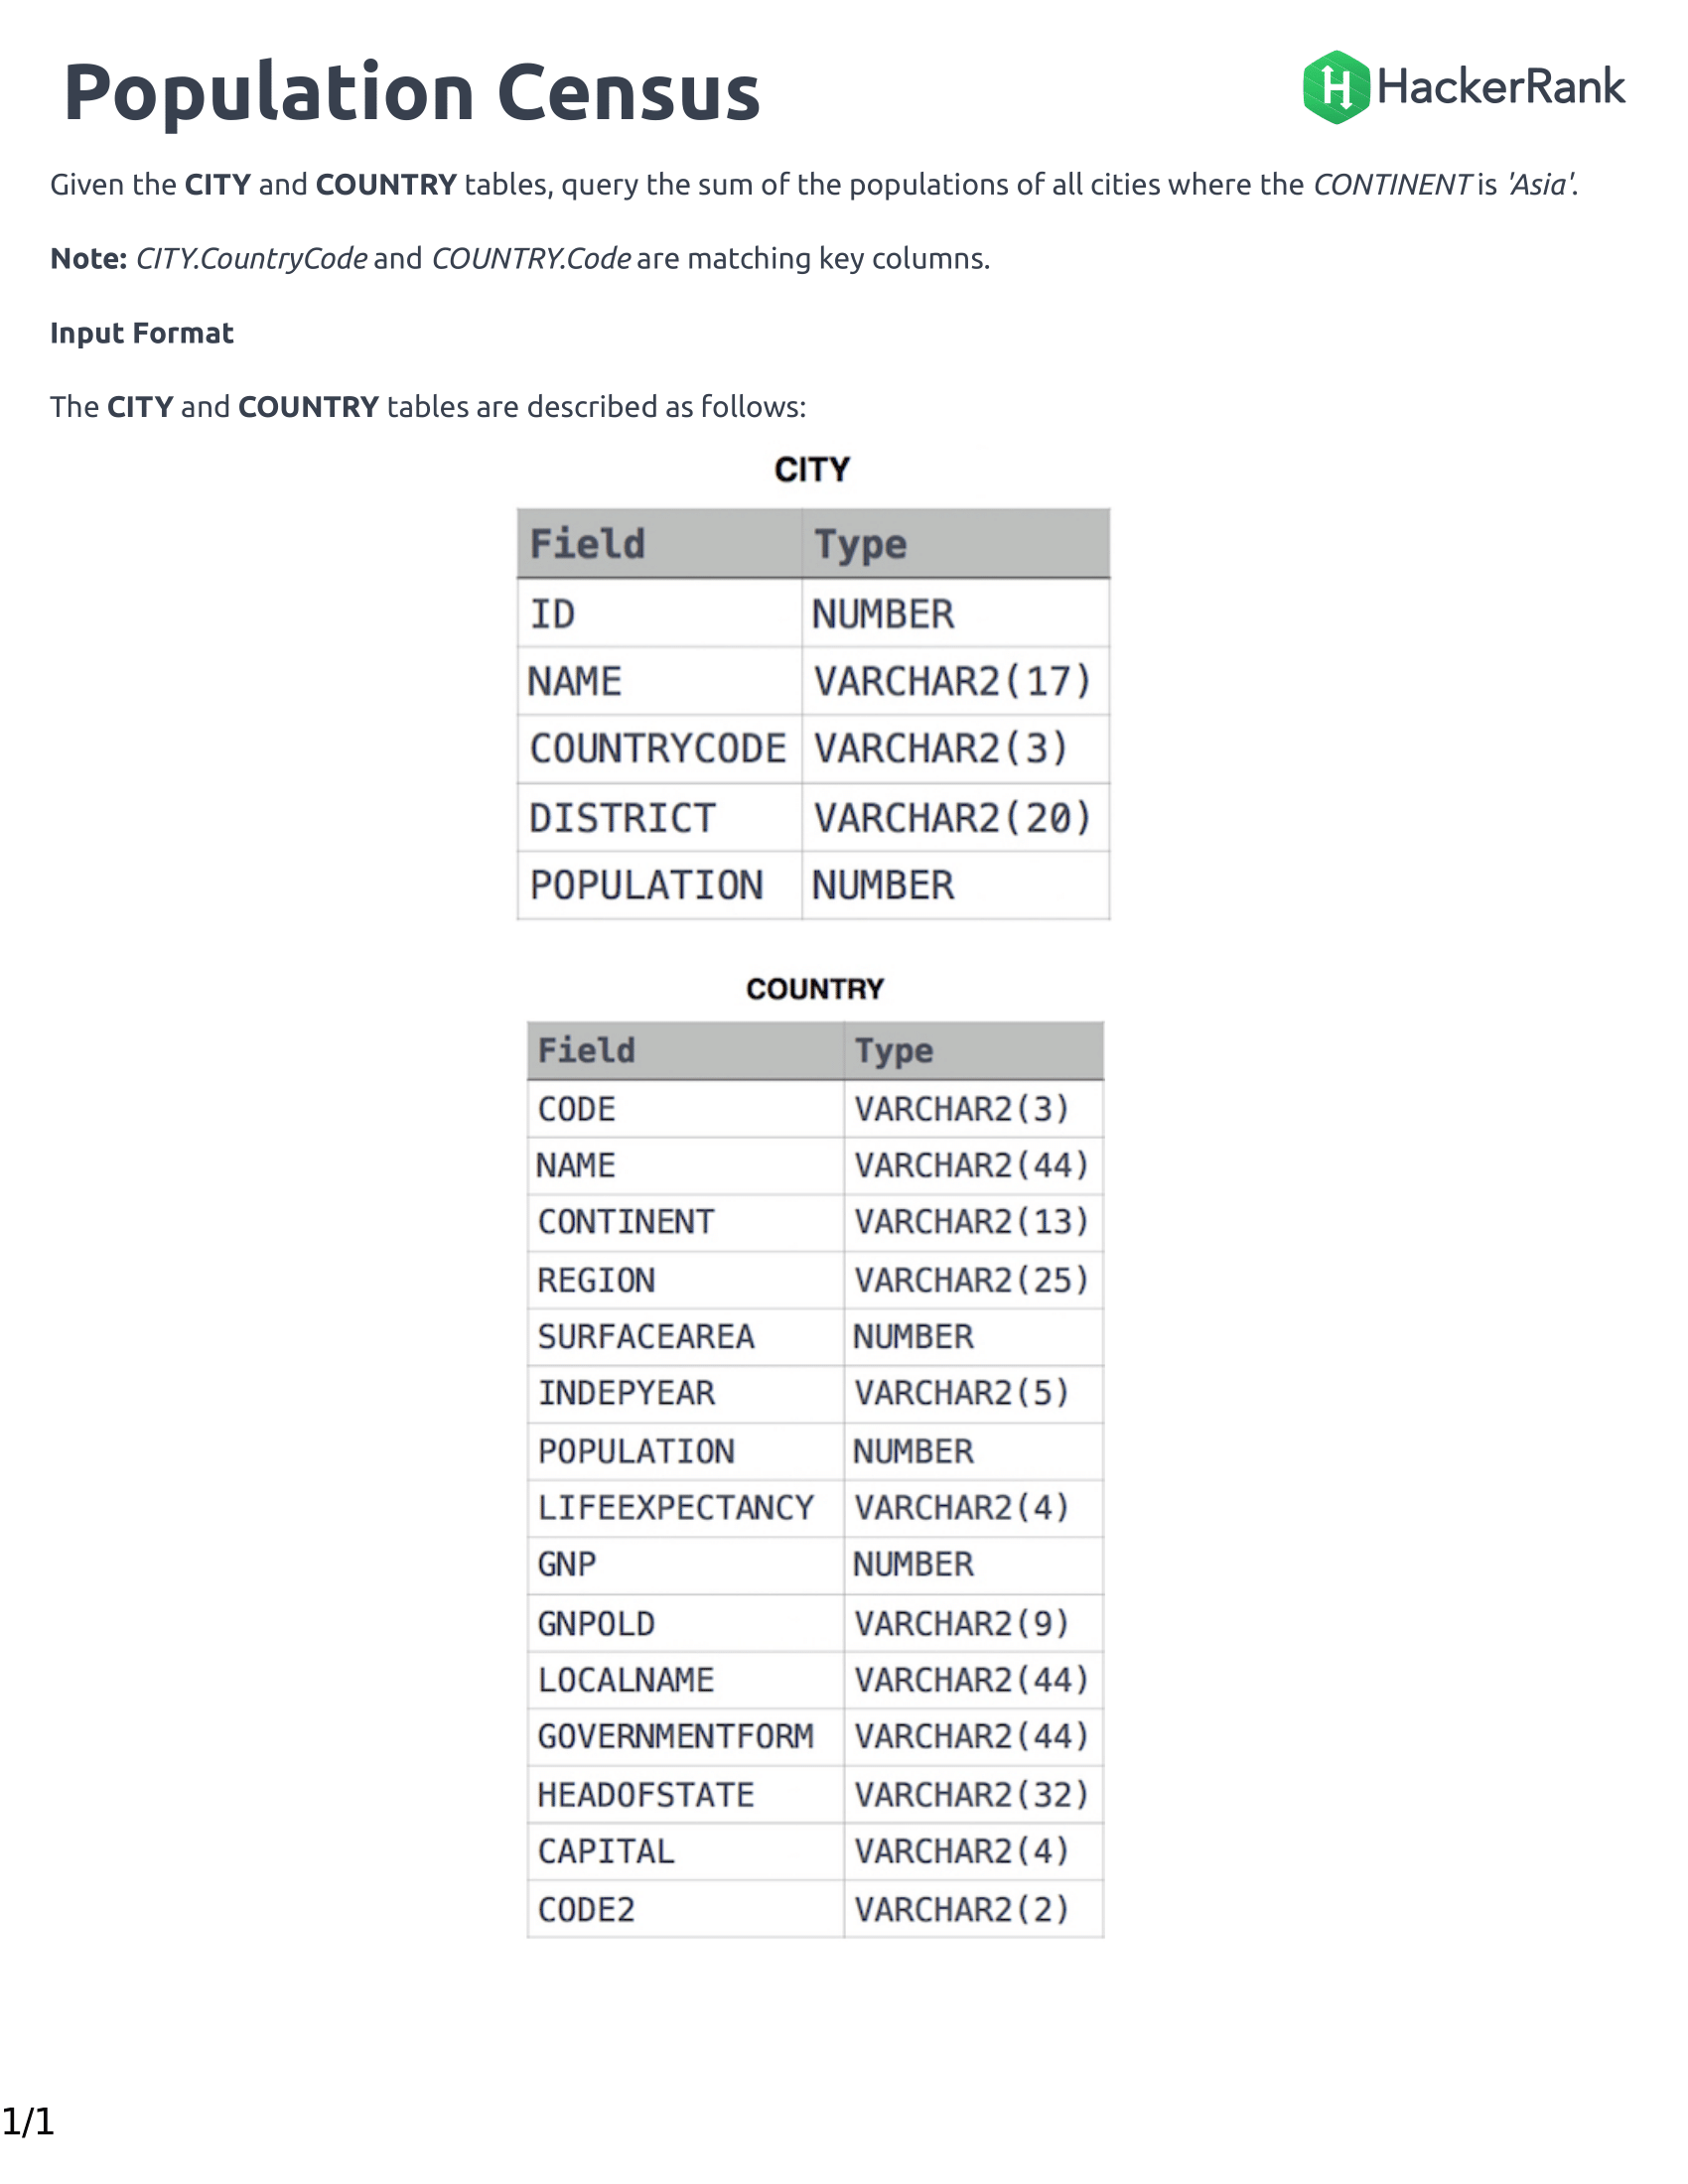 Population Census
HackerRank
Given the CITY and COUNTRY tables, query the sum of the populations of all cities where the CONTINENT is 'Asia'.
Note: CITY.CountryCode and COUNTRY.Code are matching key columns.
Input Format
The CITY and COUNTRY tables are described as follows:
CITY
Field Type
ID NUMBER
NAME VARCHAR2(17)
COUNTRYCODE VARCHAR2(3)
DISTRICT VARCHAR2(20)
POPULATION NUMBER
COUNTRY
Field Type
CODE VARCHAR2(3)
NAME VARCHAR2(44)
CONTINENT VARCHAR2(13)
REGION VARCHAR2(25)
SURFACEAREA NUMBER
INDEPYEAR VARCHAR2(5)
POPULATION NUMBER
LIFEEXPECTANCY VARCHAR2(4)
GNP NUMBER
GNPOLD VARCHAR2(9)
LOCALNAME VARCHAR2(44)
GOVERNMENTFORM VARCHAR2(44)
HEADOFSTATE VARCHAR2(32)
CAPITAL VARCHAR2(4)
CODE2 VARCHAR2(2)
1/1